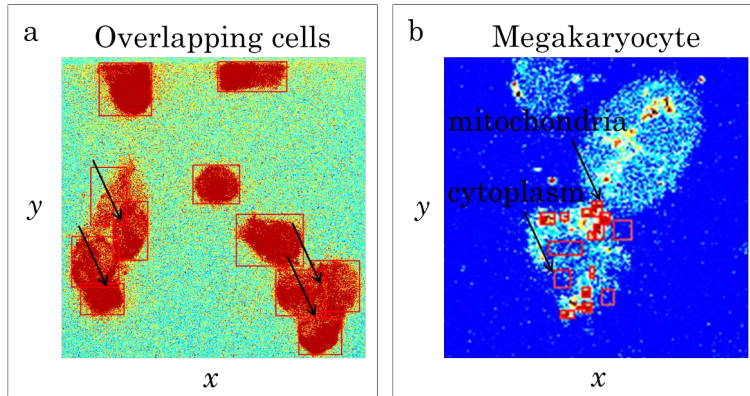 a Overlapping cells
y
x
b Megakaryocyte
mitochondria
cytoplasm
y
x